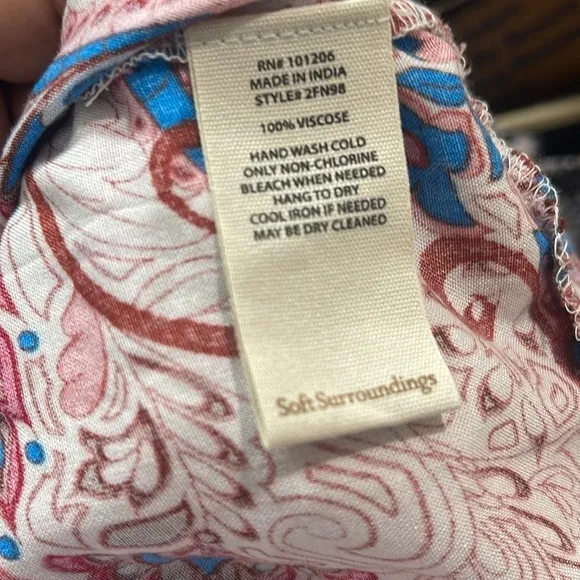 RN# 101206
MADE IN INDIA
STYLE# 2FN98
100% VISCOSE
HAND WASH COLD
ONLY NON-CHLORINE
BLEACH WHEN NEEDED
HANG TO DRY
COOL IRON IF NEEDED
MAY BE DRY CLEANED
Soft Surroundings